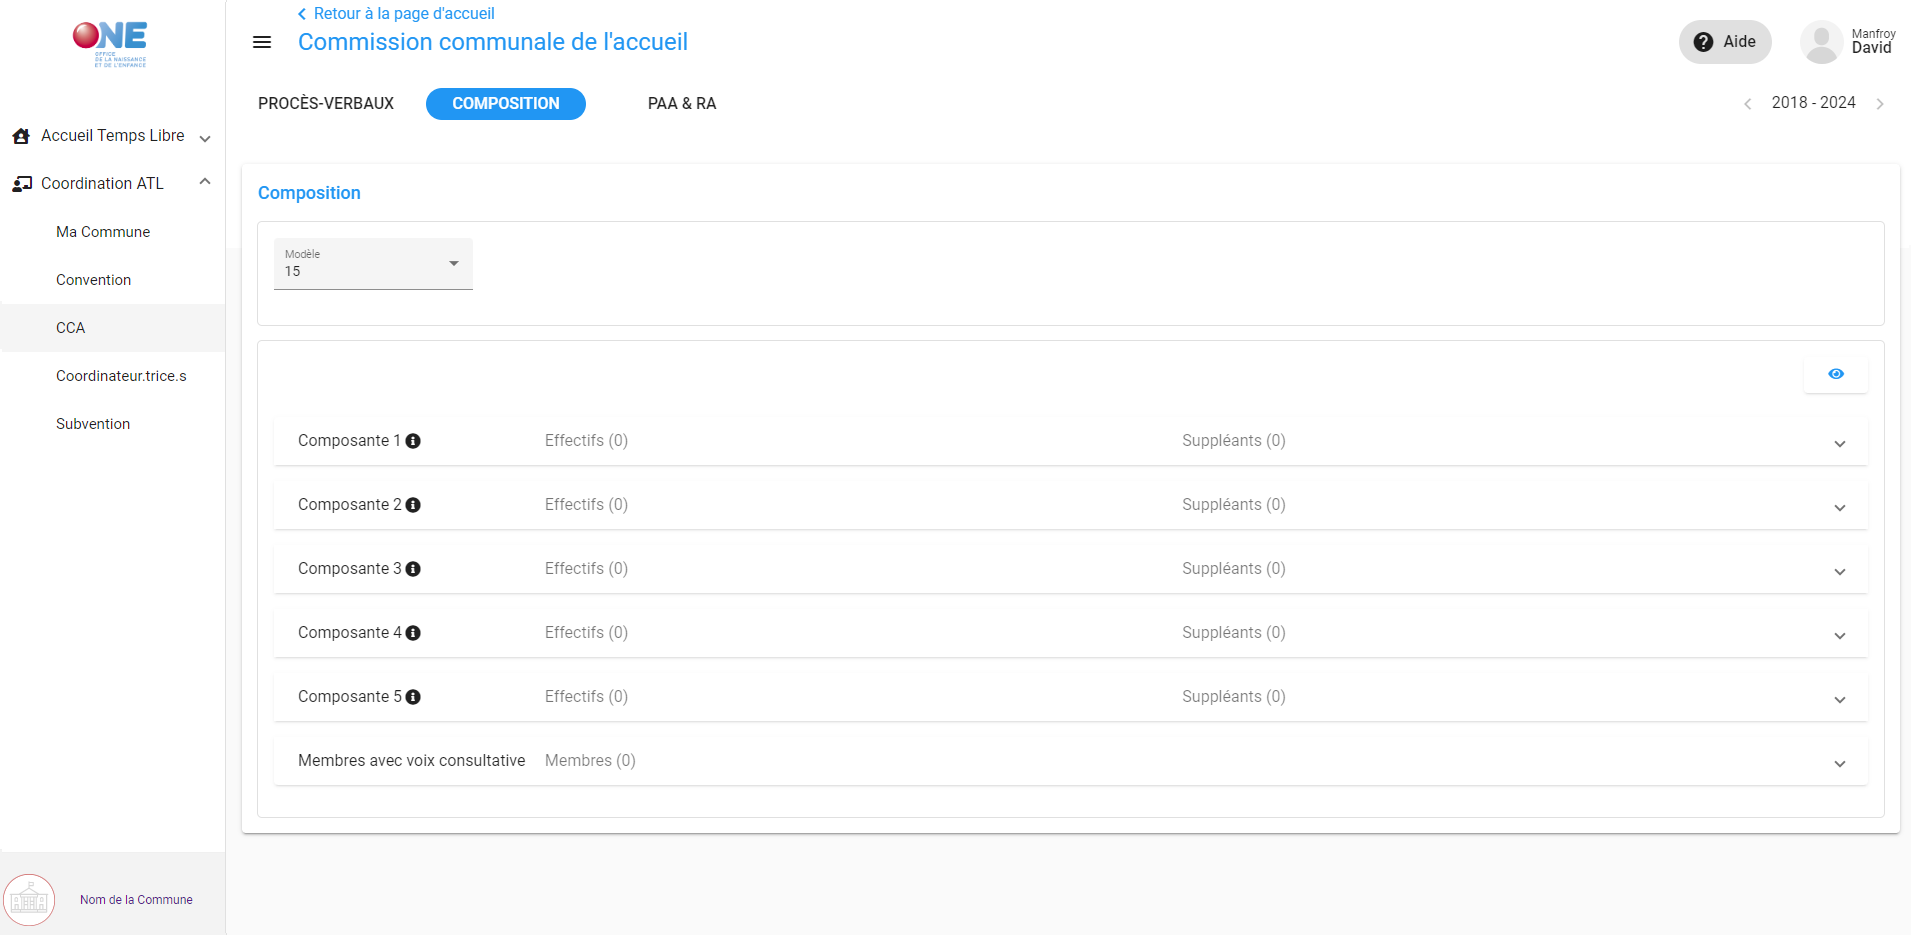 ONE
OFFICE
DE LA NAISSANCE
ET DE L'ENFANCE
Accueil Temps Libre
Coordination ATL
Ma Commune
Convention
CCA
Coordinateur.trice.s
Subvention
Nom de la Commune
Retour à la page d'accueil
Commission communale de l'accueil
Aide
Manfroy
David
PROCÈS-VERBAUX COMPOSITION PAA & RA
2018 - 2024
Composition
Modèle
15
Composante 1 Effectifs (0) Suppléants (0)
Composante 2 Effectifs (0) Suppléants (0)
Composante 3 Effectifs (0) Suppléants (0)
Composante 4 Effectifs (0) Suppléants (0)
Composante 5 Effectifs (0) Suppléants (0)
Membres avec voix consultative Membres (0)